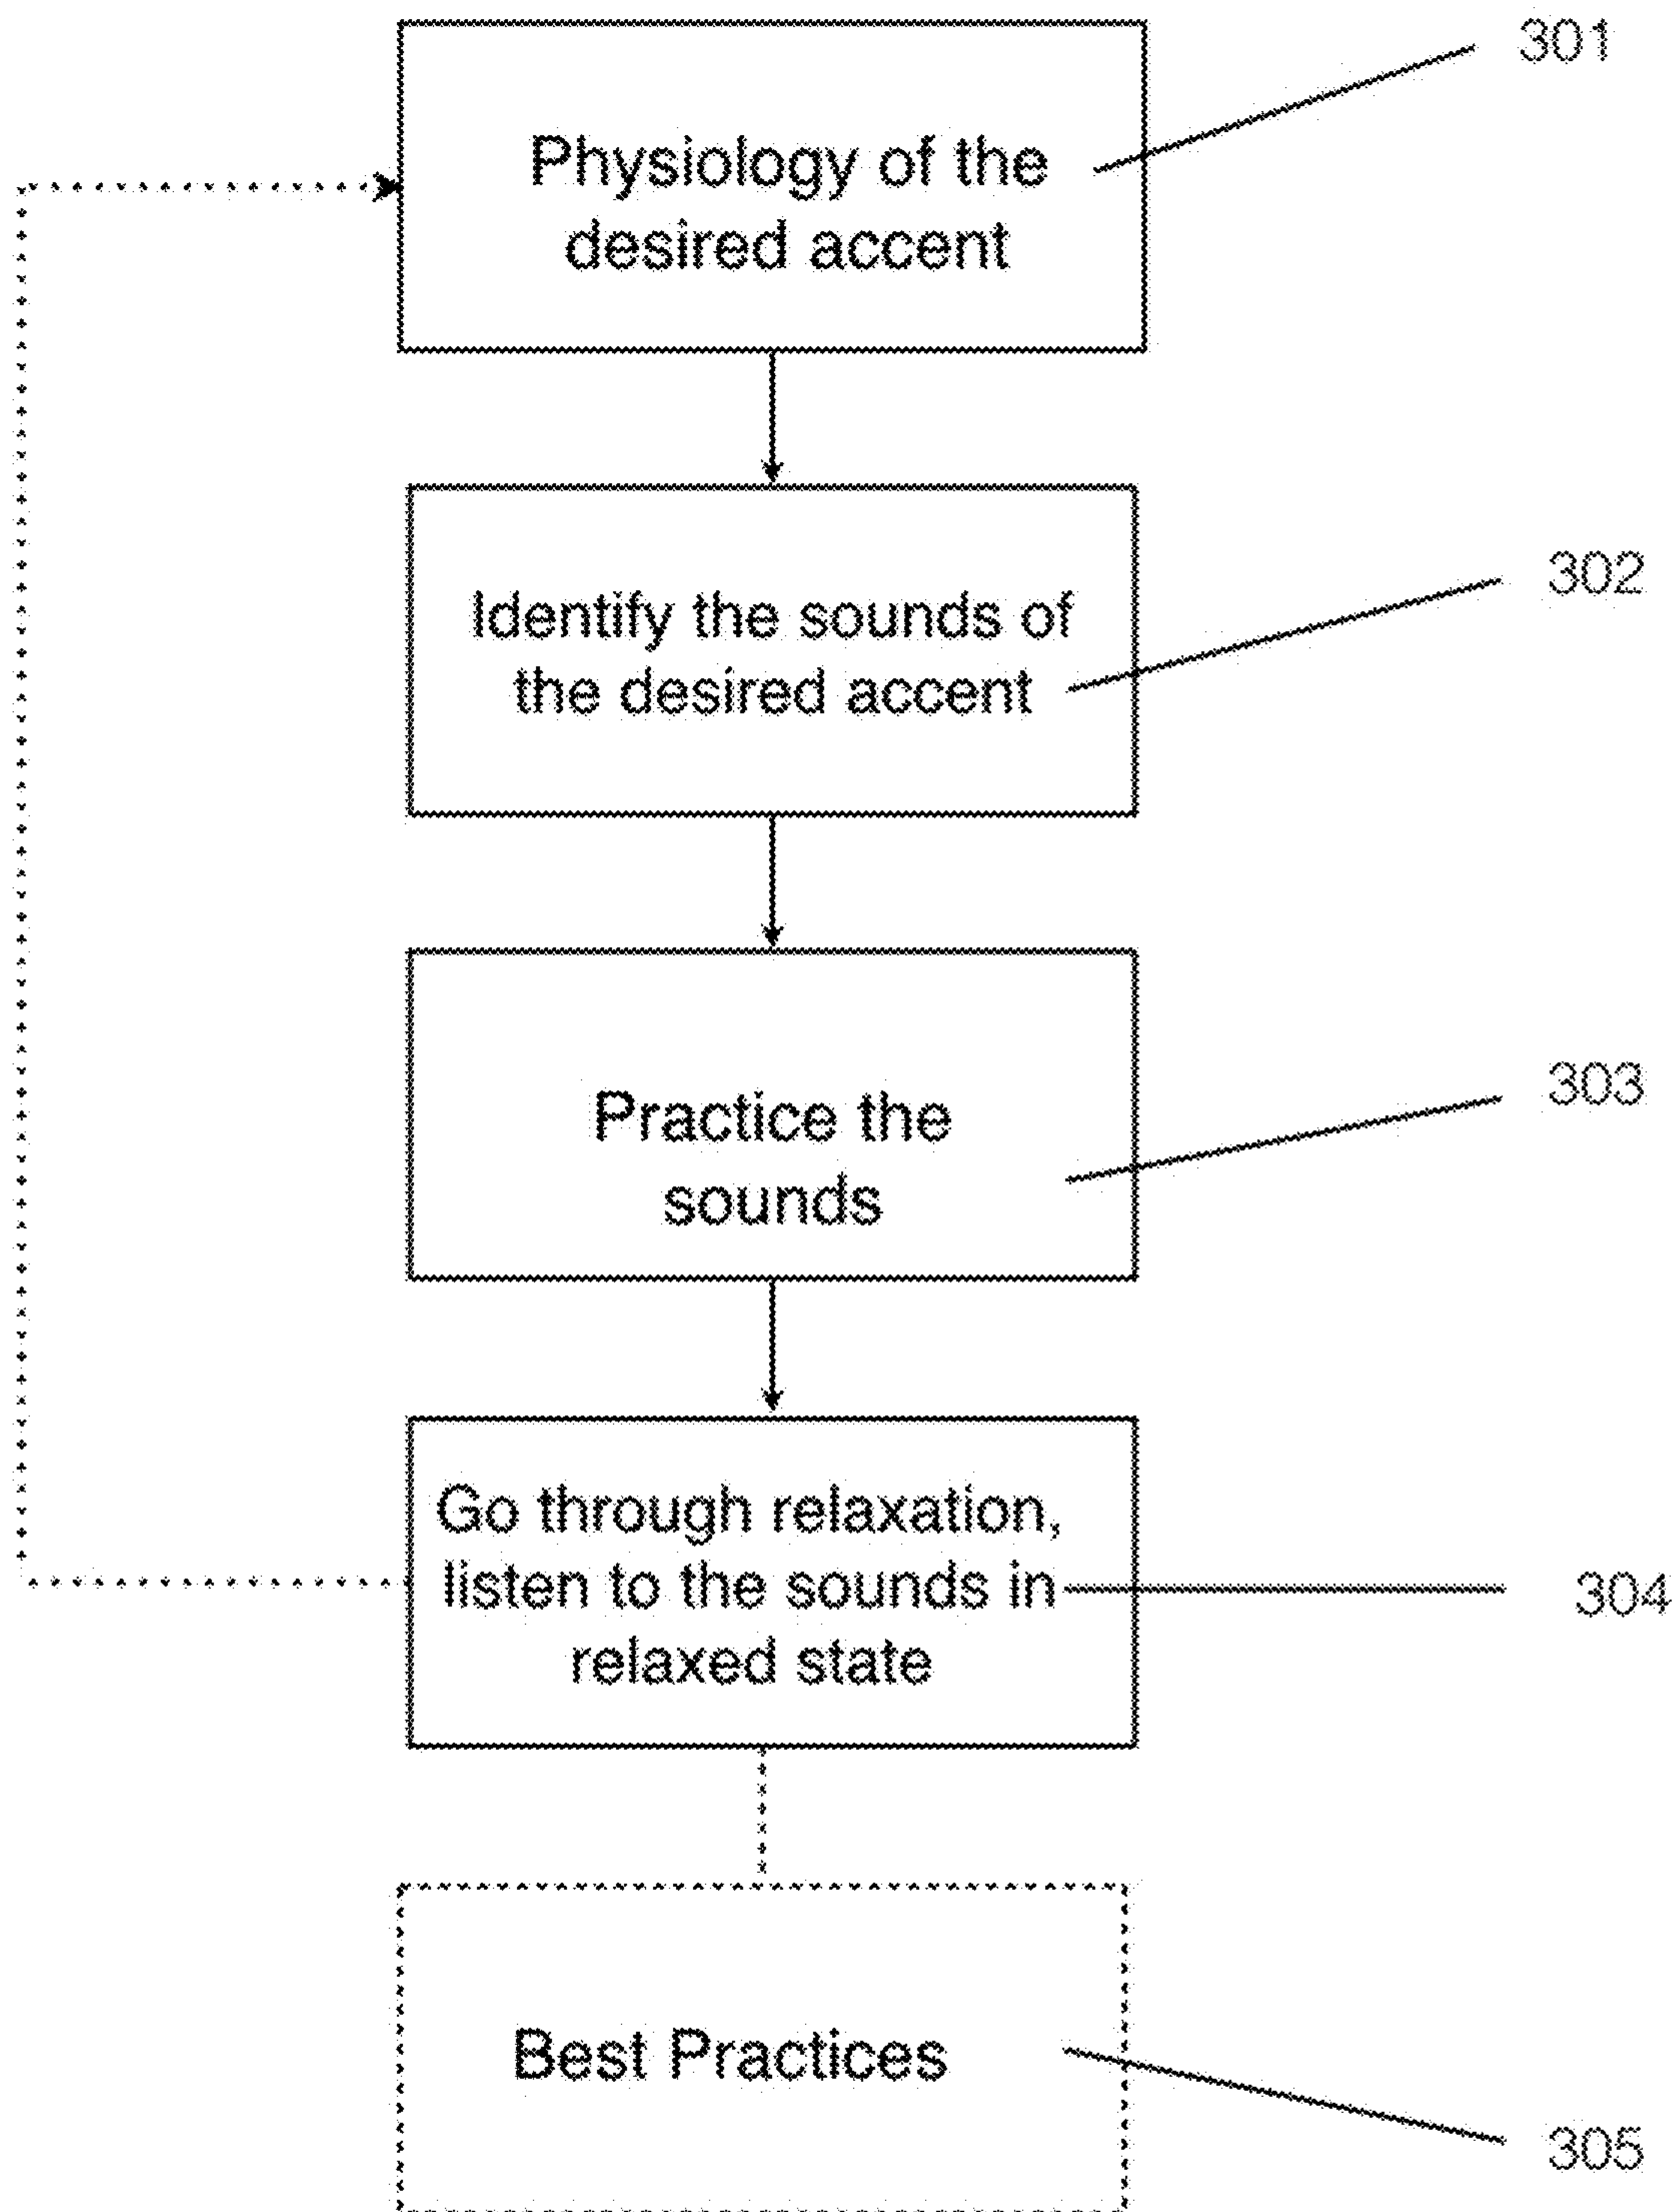 301
Physiology of the
desired accent
302
Identify the sounds of
the desired accent
303
Practice the
sounds
304
Go through relaxation,
listen to the sounds in
relaxed state
305
Best Practices